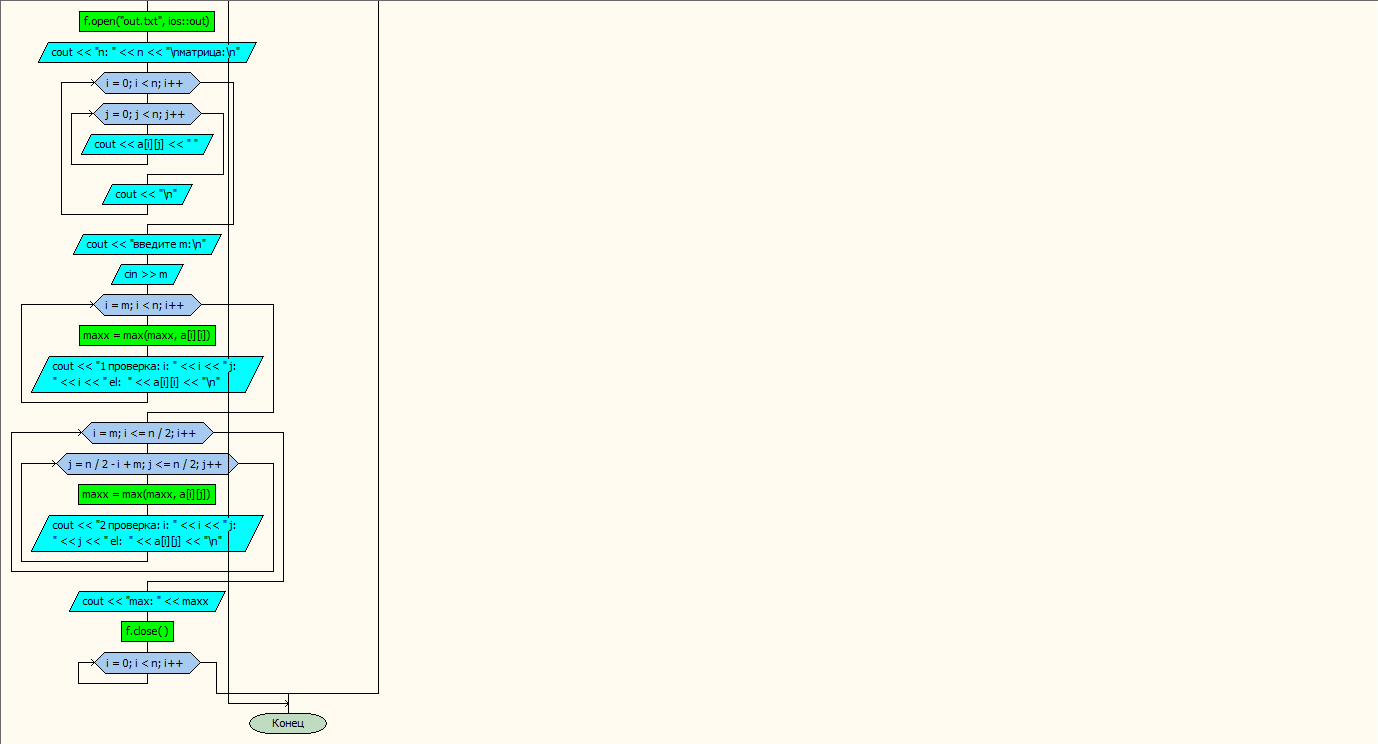 f.open("out.txt", ios::out)
cout << "n: " << n << "\nматрица:\n"
i = 0; i < n; i++
j = 0; j < n; j++
cout << a[i][j] << " "
cout << "\n"
cout << "введите m:\n"
cin >> m
i = m; i < n; i++
maxx = max(maxx, a[i][i])
cout << "1 проверка: i: " << i << " j:
" << i << " el:  " << a[i][i] << "\n"
i = m; i <= n / 2; i++
j = n / 2 - i + m; j <= n / 2; j++
maxx = max(maxx, a[i][j])
cout << "2 проверка: i: " << i << " j:
" << j << " el:  " << a[i][j] << "\n"
cout << "max: " << maxx
f.close()
i = 0; i < n; i++
Конец